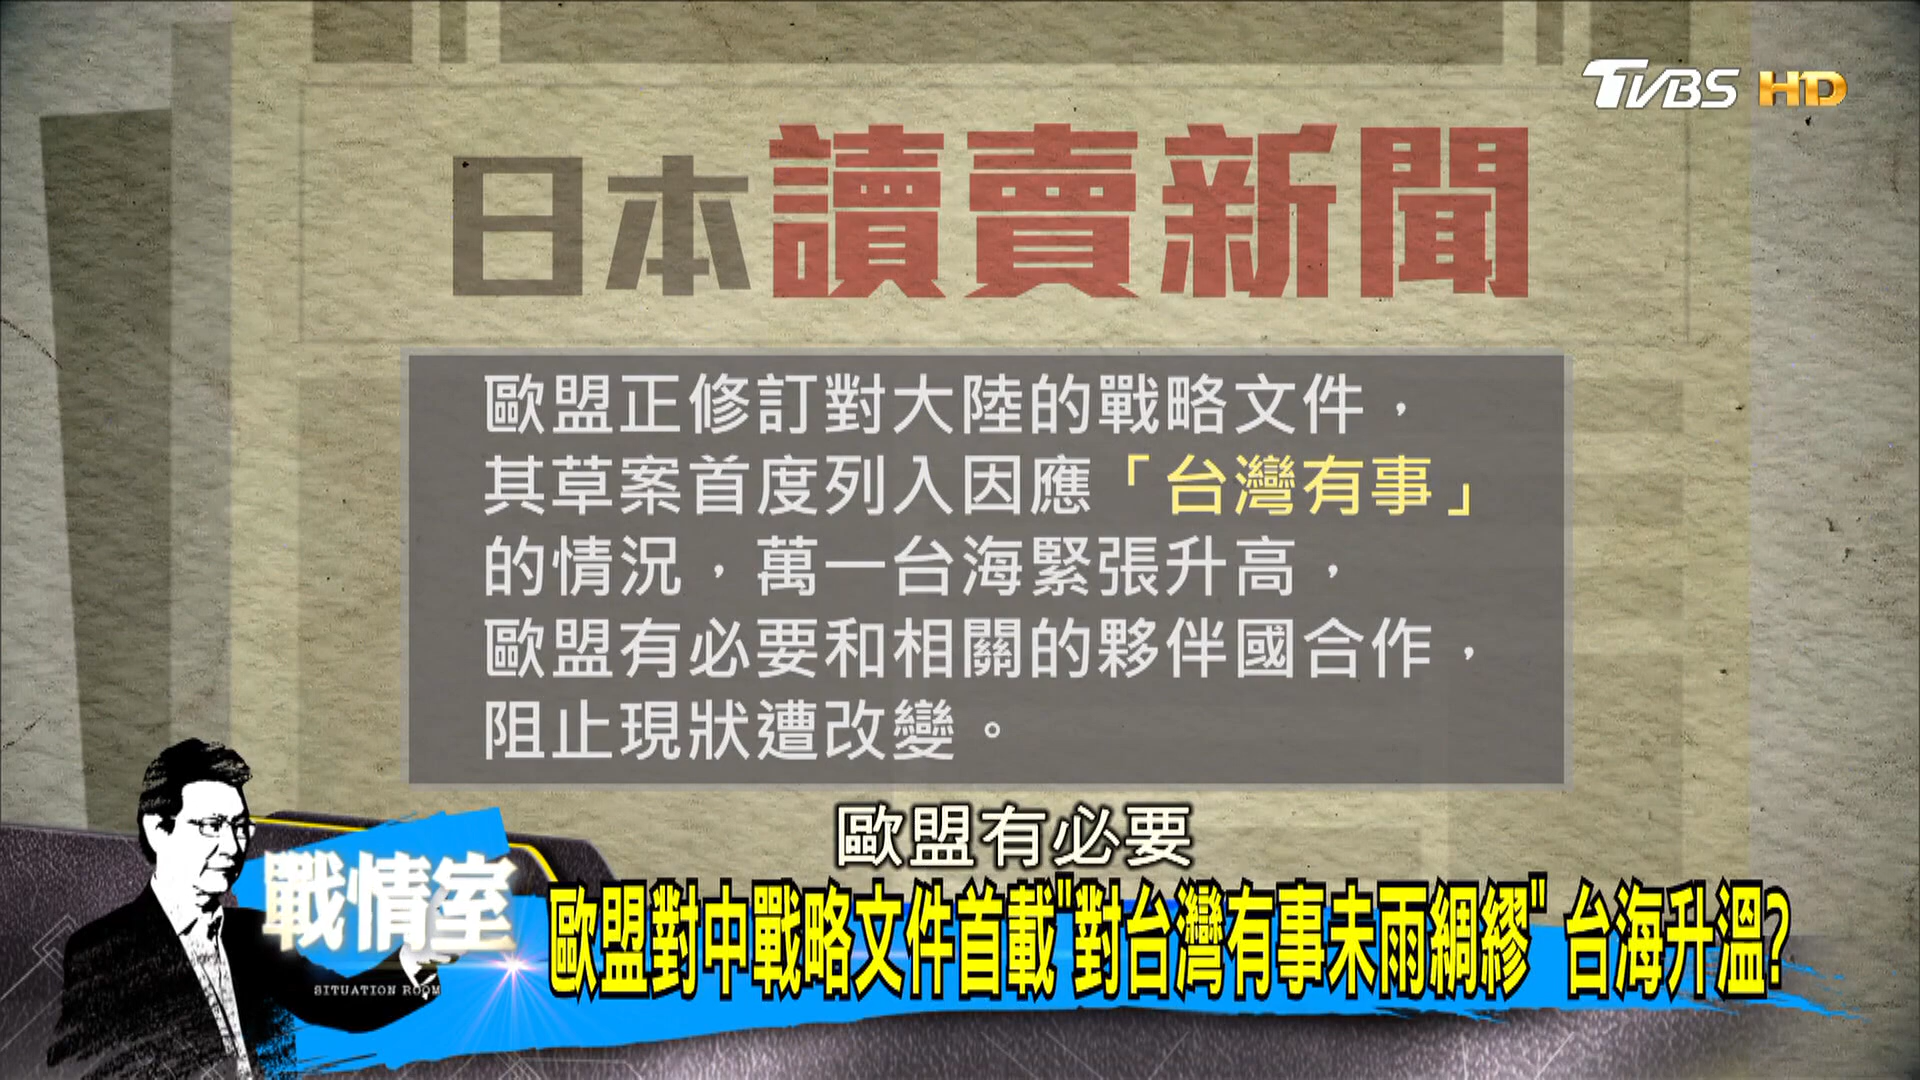 TVBS HD
日本讀賣新聞
歐盟正修訂對大陸的戰略文件，
其草案首度列入因應「台灣有事」
的情況，萬一台海緊張升高，
歐盟有必要和相關的夥伴國合作，
阻止現狀遭改變。
歐盟有必要
戰情室
SITUATION ROOM
歐盟對中戰略文件首載"對台灣有事未雨綢繆" 台海升溫?